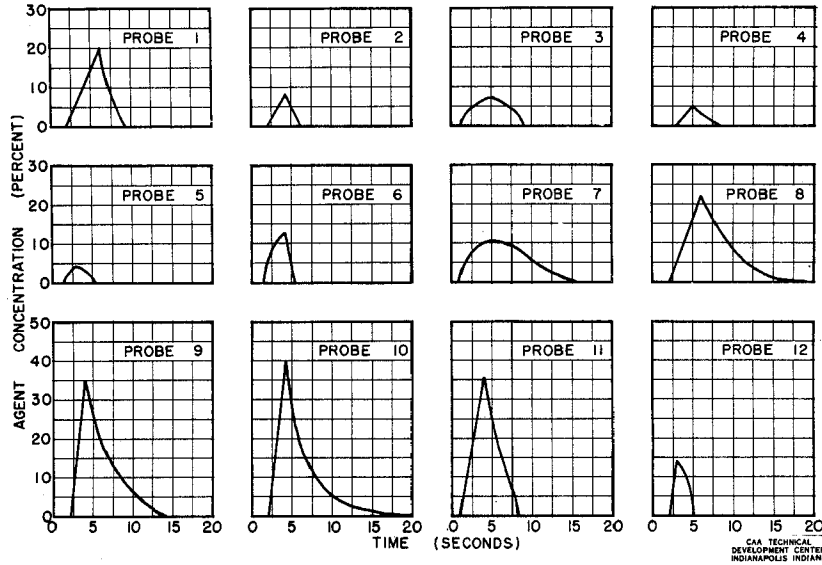 30
20
10
0
PROBE 1
PROBE 2
PROBE 3
PROBE 4
30
20
10
0
PROBE 5
PROBE 6
PROBE 7
PROBE 8
50
40
30
20
10
0
PROBE 9
PROBE 10
PROBE 11
PROBE 12
0 5 10 15 20
0 5 10 15 20
0 5 10 15 20
0 5 10 15 20
AGENT CONCENTRATION (PERCENT)
TIME (SECONDS)
CAA TECHNICAL
DEVELOPMENT CENTER
INDIANAPOLIS INDIANA